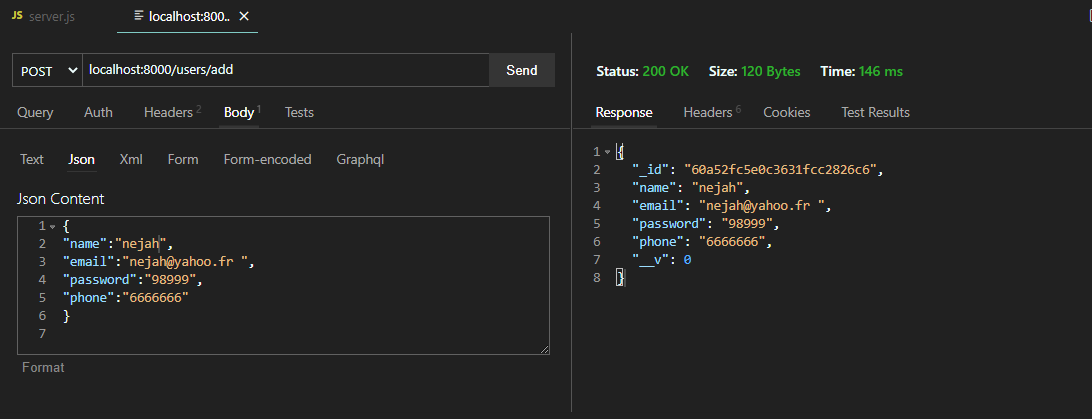 JS server.js localhost:800.. ×
POST localhost:8000/users/add Send
Query Auth Headers 2 Body 1 Tests
Text Json Xml Form Form-encoded Graphql
Json Content
1 {
2 "name":"nejah",
3 "email":"nejah@yahoo.fr ",
4 "password":"98999",
5 "phone":"6666666"
6 }
7
Format
Status: 200 OK Size: 120 Bytes Time: 146 ms
Response Headers 6 Cookies Test Results
1 {
2 "_id": "60a52fc5e0c3631fcc2826c6",
3 "name": "nejah",
4 "email": "nejah@yahoo.fr ",
5 "password": "98999",
6 "phone": "6666666",
7 "__v": 0
8 }